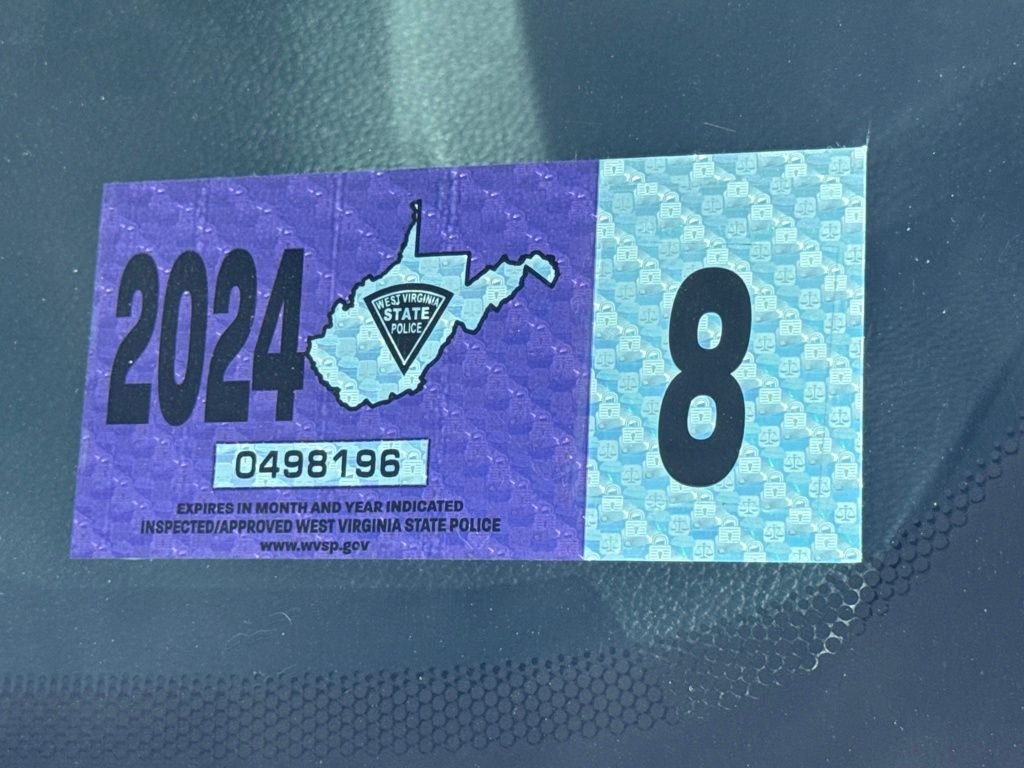 2024
WEST VIRGINIA
STATE
POLICE
8
0498196
EXPIRES IN MONTH AND YEAR INDICATED
INSPECTED/APPROVED WEST VIRGINIA STATE POLICE
www.wvsp.gov